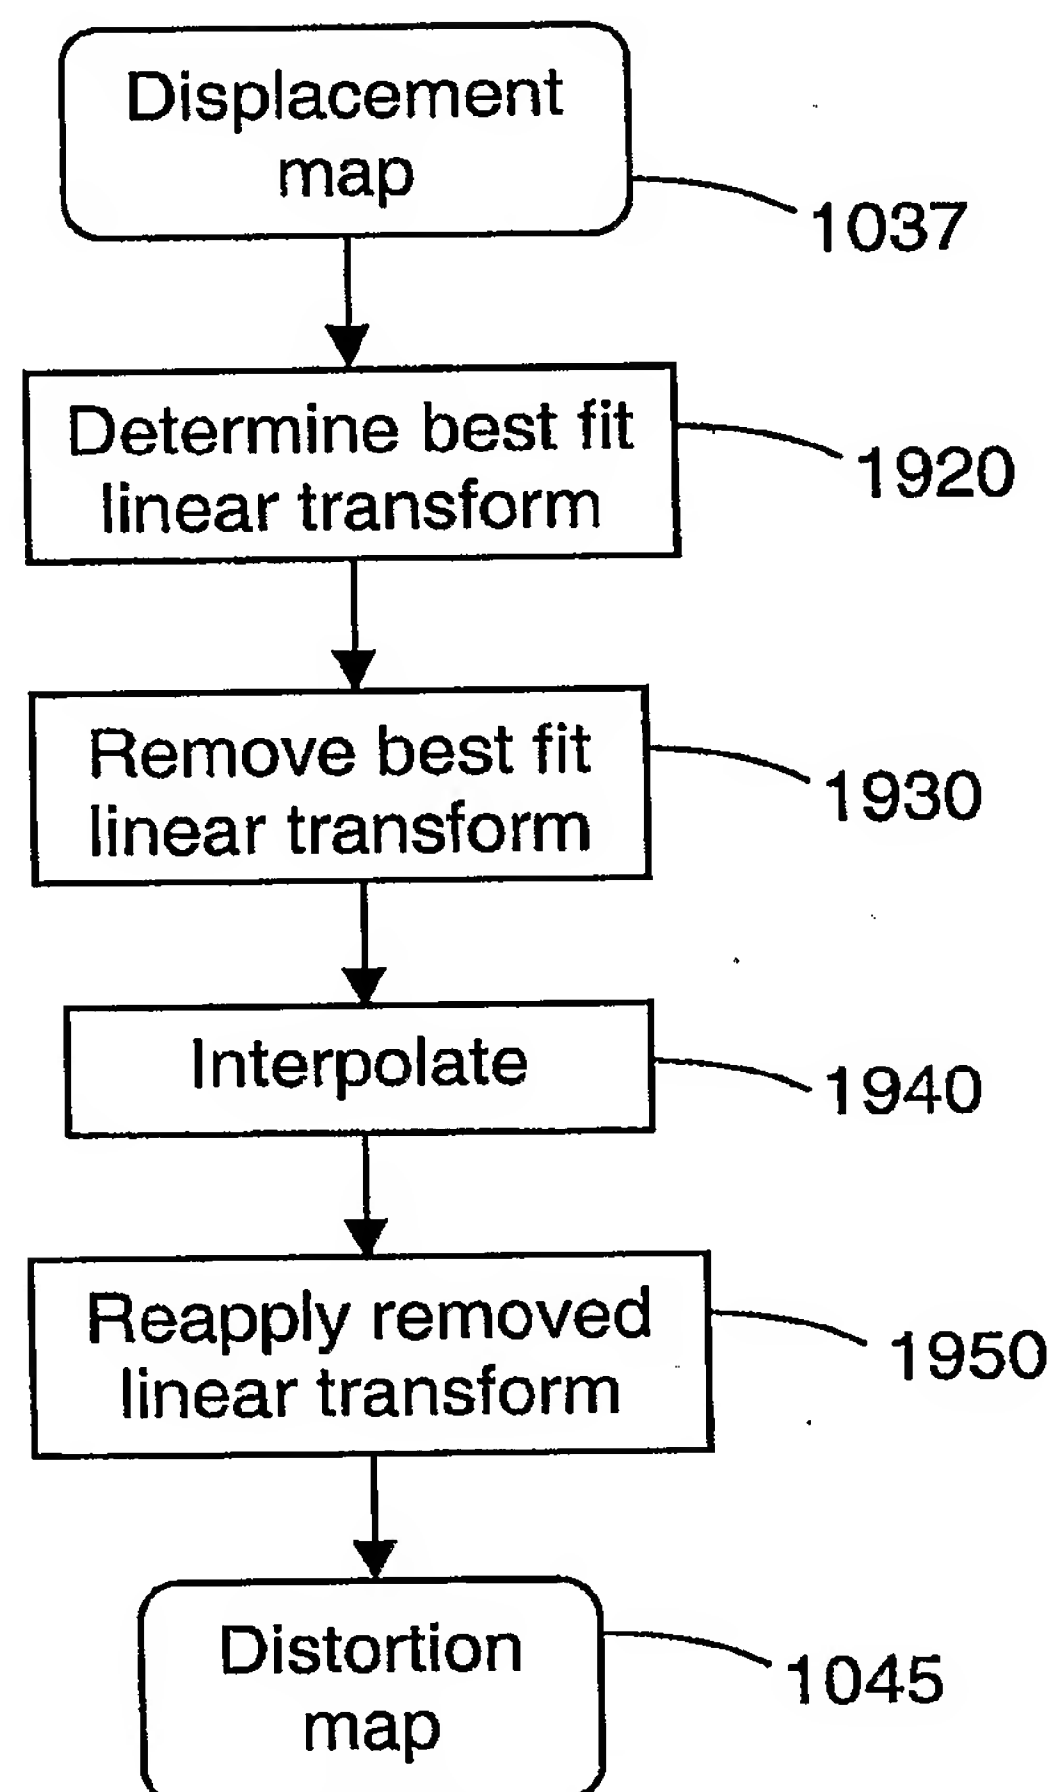 Displacement
map
1037
Determine best fit
linear transform
1920
Remove best fit
linear transform
1930
Interpolate
1940
Reapply removed
linear transform
1950
Distortion
map
1045